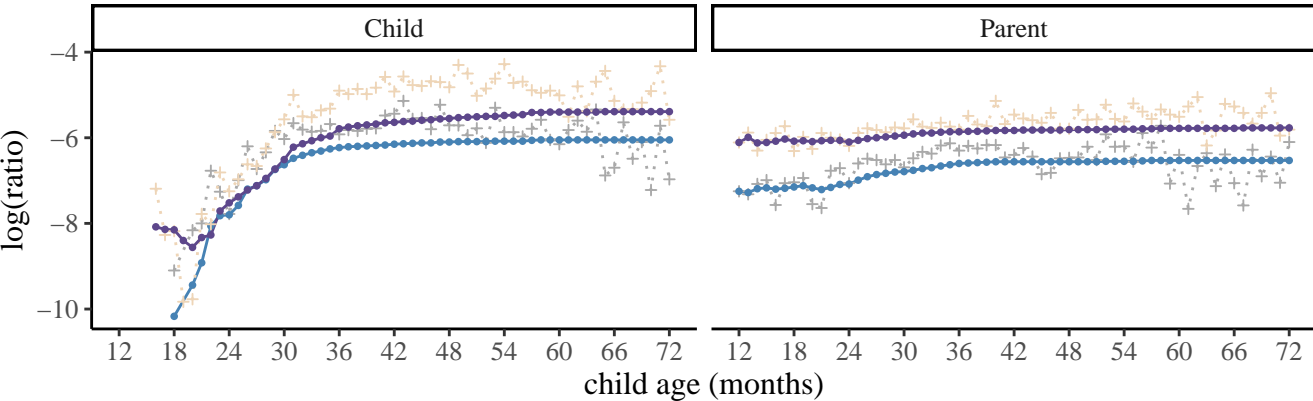 Child Parent
−4
−6
−8
−10
log(ratio)
12 18 24 30 36 42 48 54 60 66 72 12 18 24 30 36 42 48 54 60 66 72
child age (months)